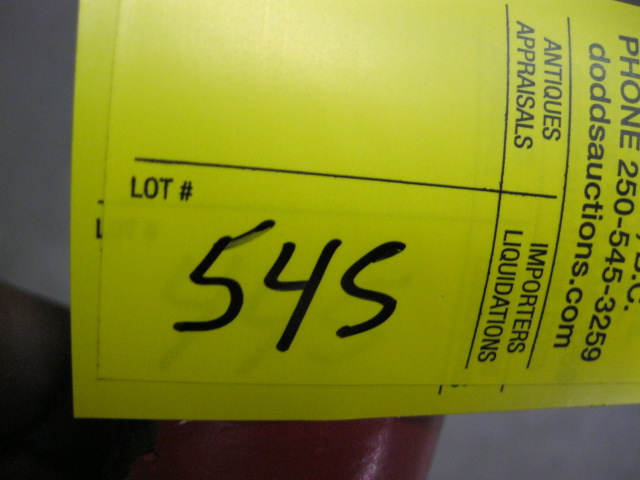 PHONE 250-545-3259
doddsauctions.com
ANTIQUES
APPRAISALS
IMPORTERS
LIQUIDATIONS
LOT #
545